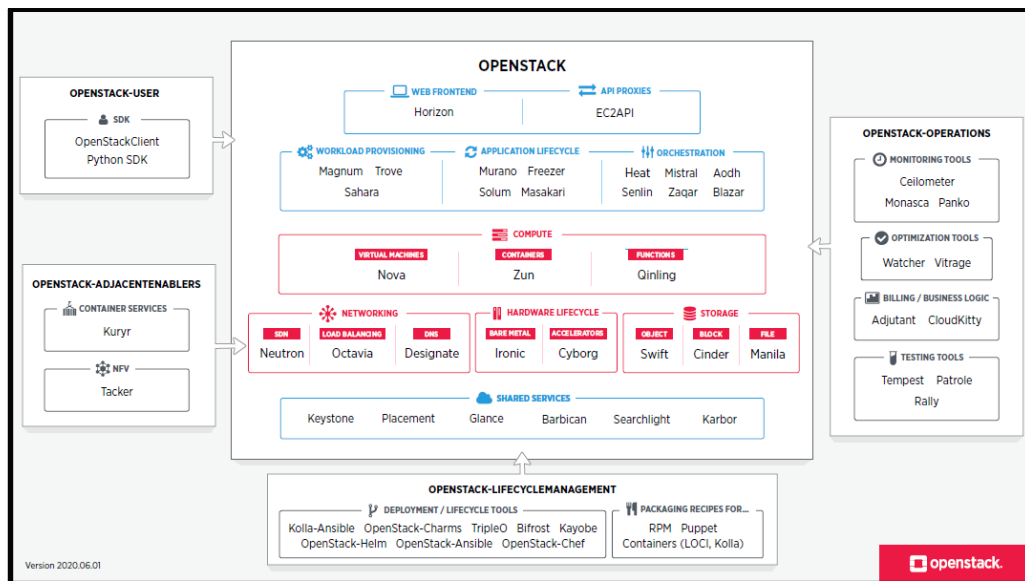 OPENSTACK
WEB FRONTEND
Horizon
API PROXIES
EC2API
WORKLOAD PROVISIONING
Magnum Trove
Sahara
APPLICATION LIFECYCLE
Murano Freezer
Solum Masakari
ORCHESTRATION
Heat Mistral Aodh
Senlin Zaqar Blazar
COMPUTE
VIRTUAL MACHINES
Nova
CONTAINERS
Zun
FUNCTIONS
Qinling
NETWORKING
SDN
Neutron
LOAD BALANCING
Octavia
DNS
Designate
HARDWARE LIFECYCLE
BARE METAL
Ironic
ACCELERATORS
Cyborg
STORAGE
OBJECT
Swift
BLOCK
Cinder
FILE
Manila
SHARED SERVICES
Keystone Placement Glance Barbican Searchlight Karbor
OPENSTACK-USER
SDK
OpenStackClient
Python SDK
OPENSTACK-ADJACENTENABLERS
CONTAINER SERVICES
Kuryr
NFV
Tacker
OPENSTACK-OPERATIONS
MONITORING TOOLS
Ceilometer
Monasca Panko
OPTIMIZATION TOOLS
Watcher Vitrage
BILLING / BUSINESS LOGIC
Adjutant CloudKitty
TESTING TOOLS
Tempest Patrole
Rally
OPENSTACK-LIFECYCLEMANAGEMENT
DEPLOYMENT / LIFECYCLE TOOLS
Kolla-Ansible OpenStack-Charms TripleO Bifrost Kayobe
OpenStack-Helm OpenStack-Ansible OpenStack-Chef
PACKAGING RECIPES FOR...
RPM Puppet
Containers (LOCI, Kolla)
Version 2020.06.01
openstack.